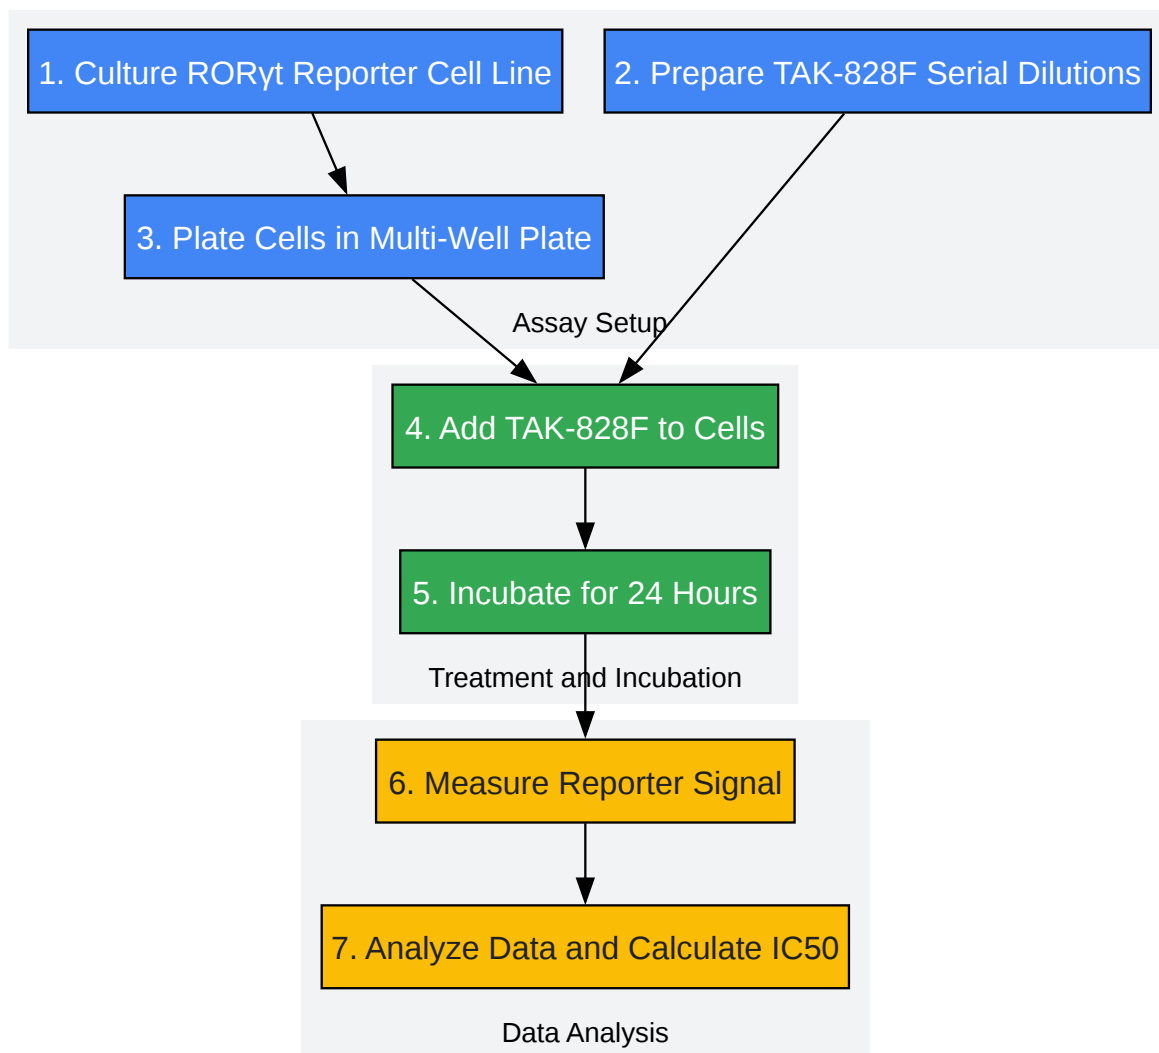 1. Culture RORγt Reporter Cell Line
2. Prepare TAK-828F Serial Dilutions
3. Plate Cells in Multi-Well Plate
Assay Setup
4. Add TAK-828F to Cells
5. Incubate for 24 Hours
Treatment and Incubation
6. Measure Reporter Signal
7. Analyze Data and Calculate IC50
Data Analysis